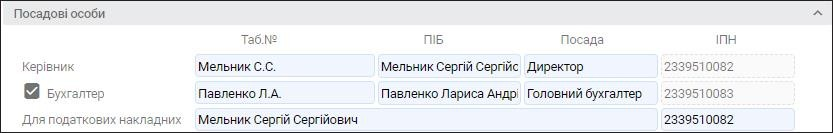 Посадові особи
Таб.№ ПІБ Посада ІПН
Керівник Мельник С.С. Мельник Сергій Сергійо Директор 2339510082
Бухгалтер Павленко Л.А. Павленко Лариса Андрі Головний бухгалтер 2339510083
Для податкових накладних Мельник Сергій Сергійович 2339510082